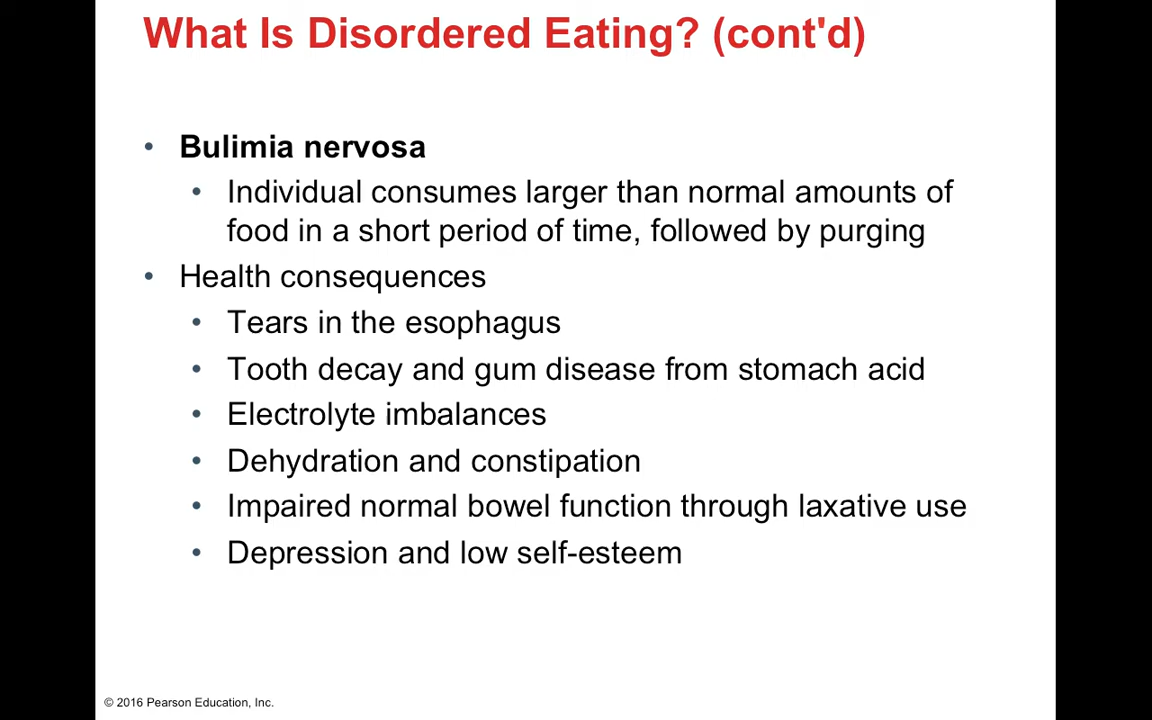 What Is Disordered Eating? (cont'd)
• Bulimia nervosa
• Individual consumes larger than normal amounts of
food in a short period of time, followed by purging
• Health consequences
• Tears in the esophagus
• Tooth decay and gum disease from stomach acid
• Electrolyte imbalances
• Dehydration and constipation
• Impaired normal bowel function through laxative use
• Depression and low self-esteem
© 2016 Pearson Education, Inc.